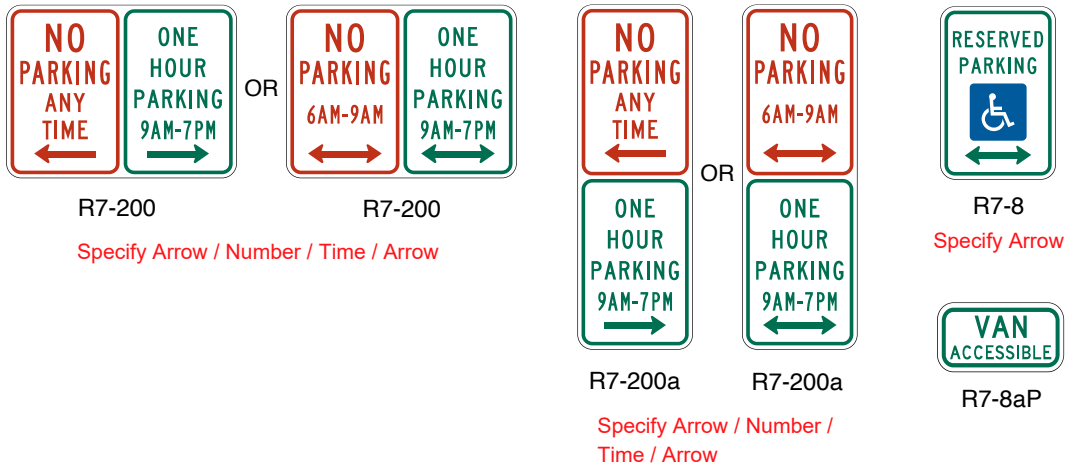 NO
PARKING
ANY
TIME
ONE
HOUR
PARKING
9AM-7PM
R7-200
OR
NO
PARKING
6AM-9AM
ONE
HOUR
PARKING
9AM-7PM
R7-200
Specify Arrow / Number / Time / Arrow
NO
PARKING
ANY
TIME
ONE
HOUR
PARKING
9AM-7PM
R7-200a
OR
NO
PARKING
6AM-9AM
ONE
HOUR
PARKING
9AM-7PM
R7-200a
Specify Arrow / Number /
Time / Arrow
RESERVED
PARKING
R7-8
Specify Arrow
VAN
ACCESSIBLE
R7-8aP